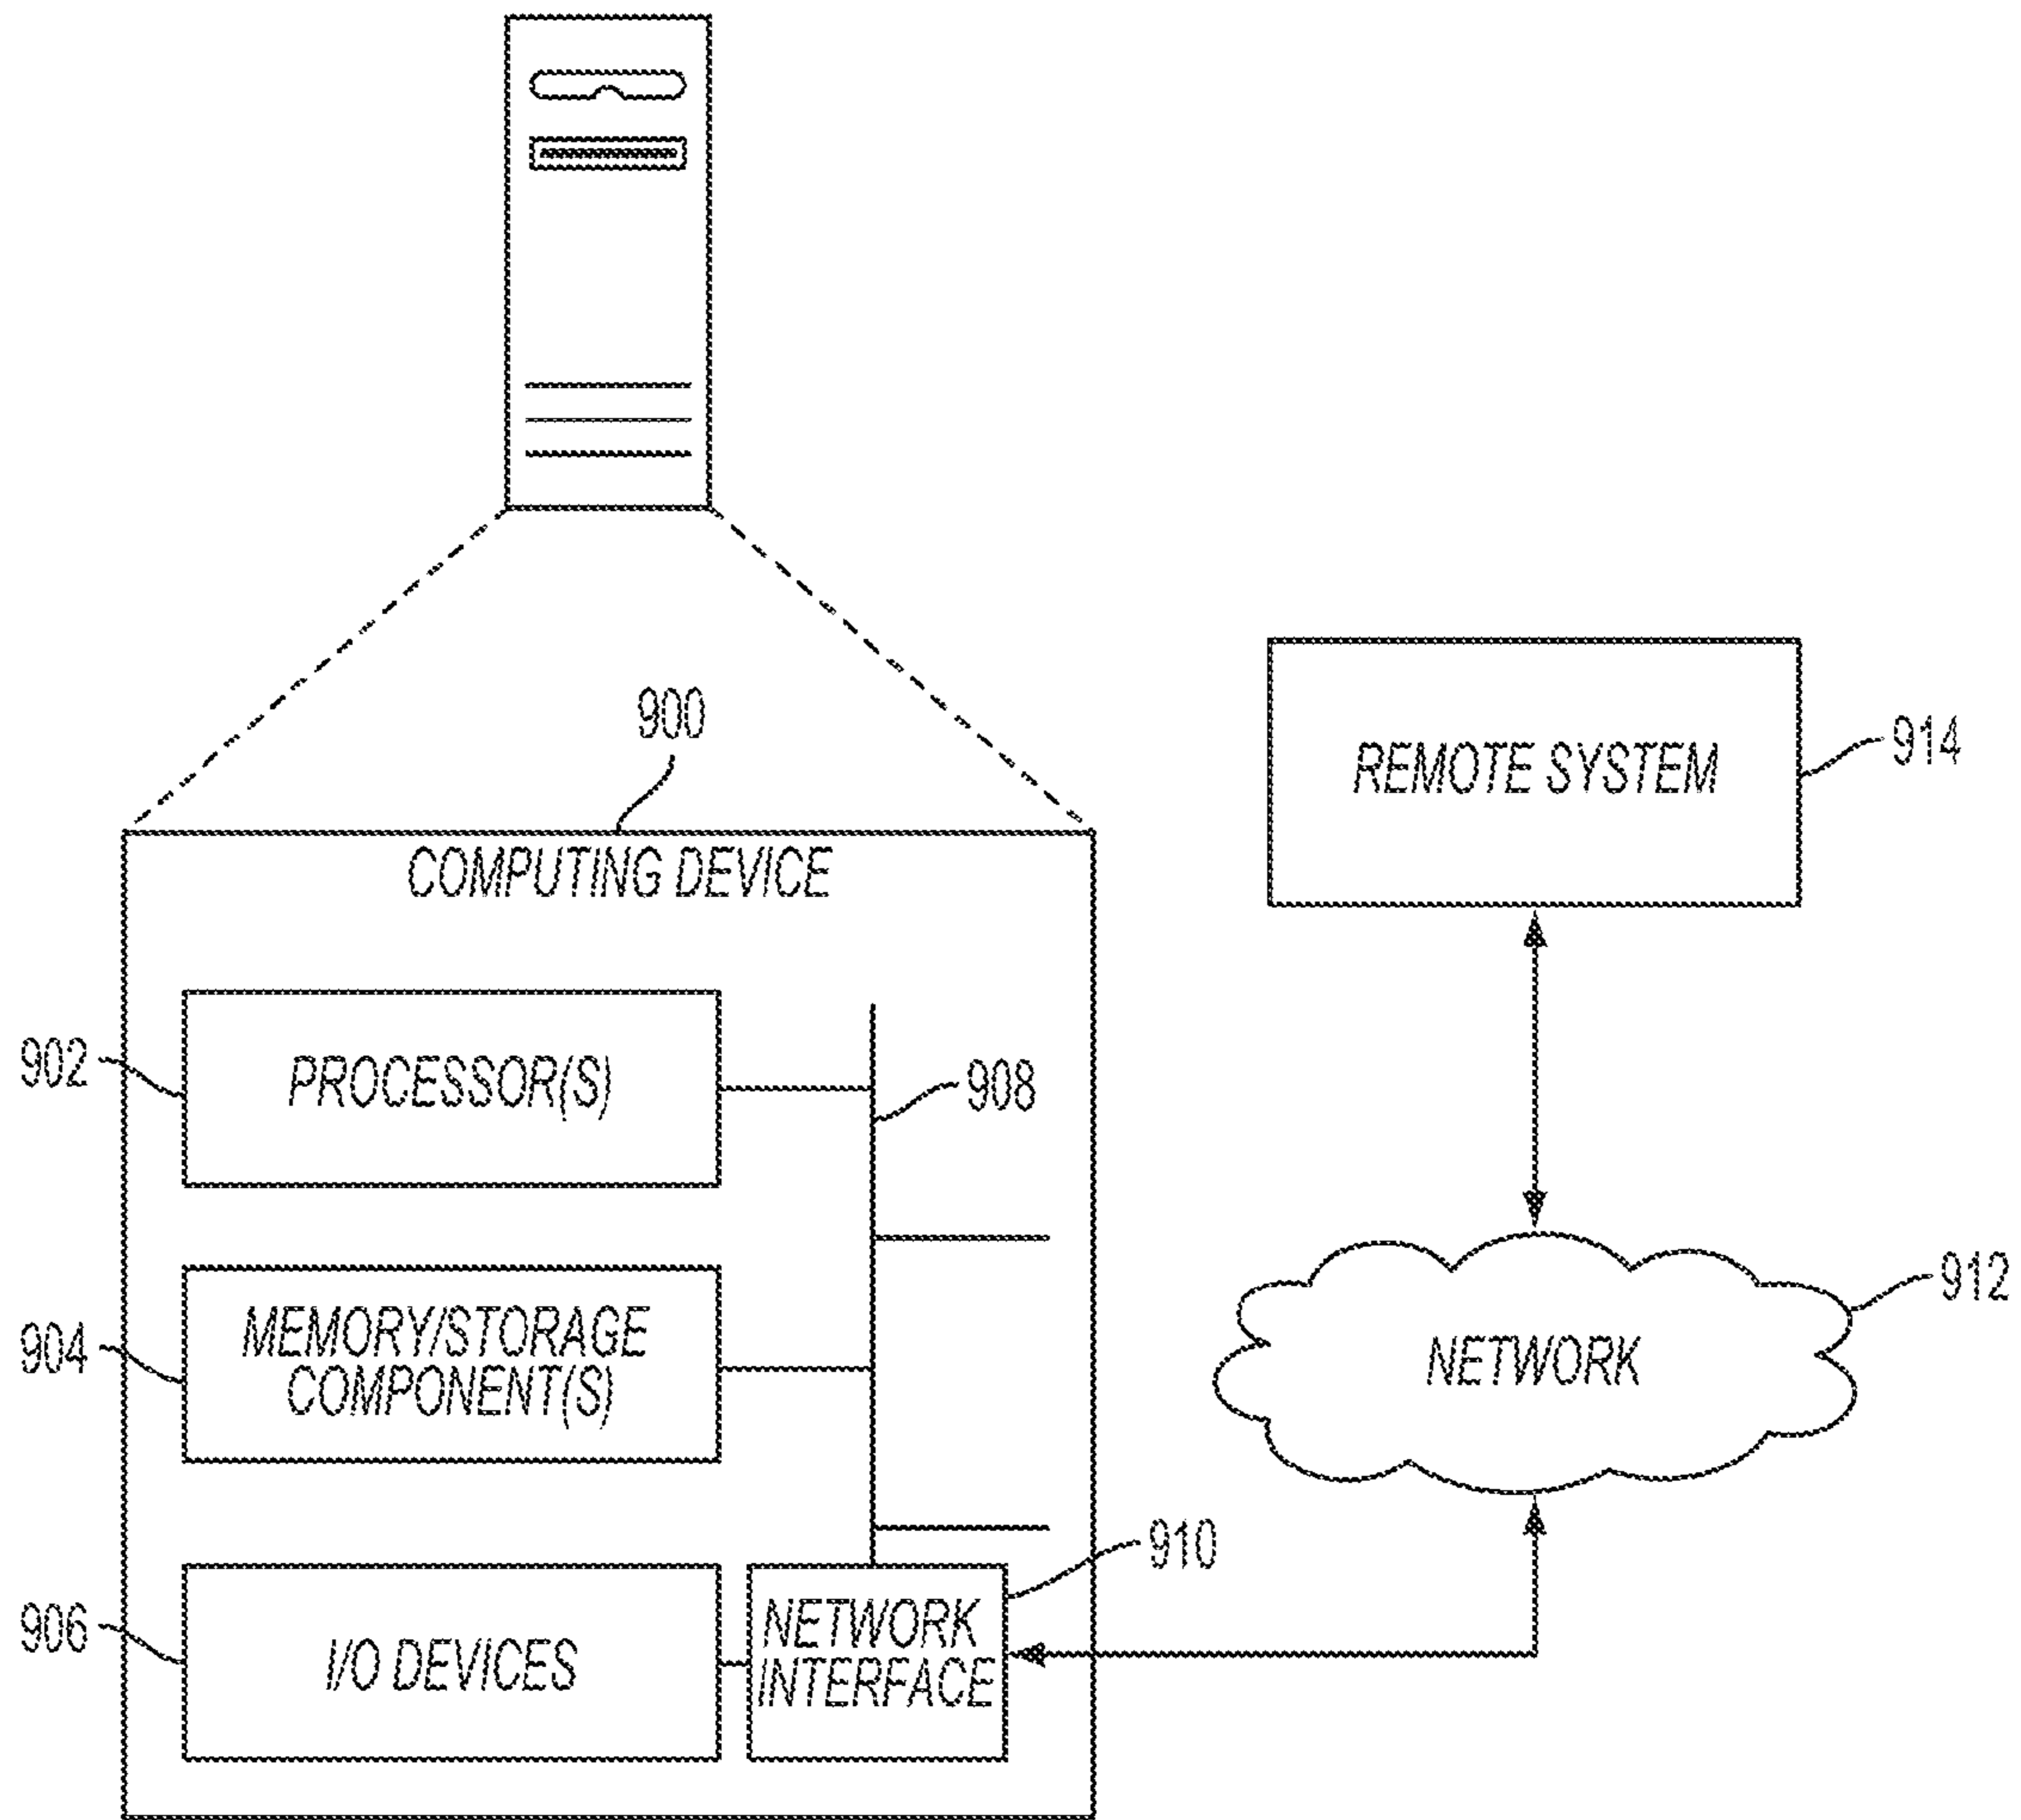 900
COMPUTING DEVICE
902
PROCESSOR(S)
908
904
MEMORY/STORAGE
COMPONENT(S)
906
I/O DEVICES
910
NETWORK
INTERFACE
REMOTE SYSTEM
914
912
NETWORK